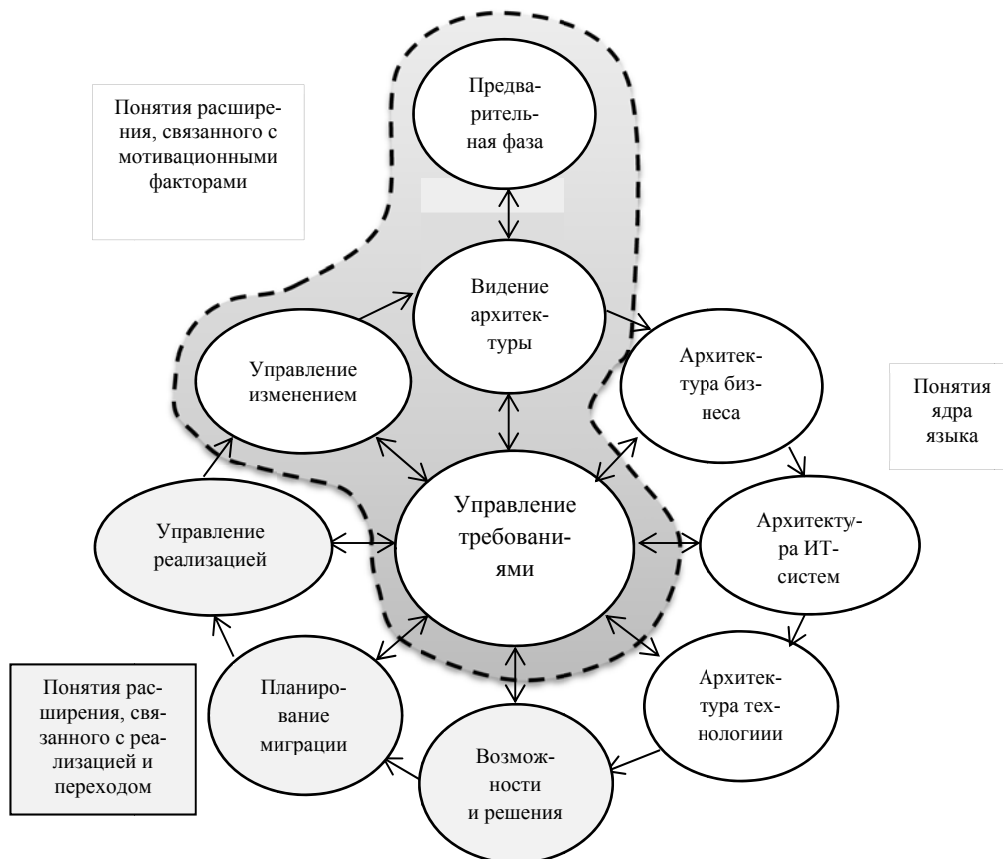 Предва-
ритель-
ная фаза
Понятия расшире-
ния, связанного с
мотивационными
факторами
Видение
архитек-
туры
Управление
изменением
Архитек-
тура биз-
неса
Понятия
ядра
языка
Управление
требовани-
ями
Архитекту-
ра ИТ-
систем
Управление
реализацией
Понятия рас-
ширения, свя-
занного с реа-
лизацией и
переходом
Планиро-
вание
миграции
Архитек-
тура тех-
нологиии
Возмож-
ности
и решения